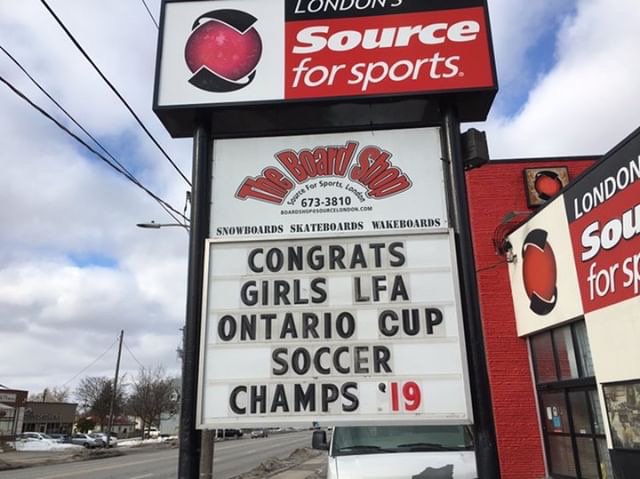 LONDON'S
Source
for sports.
The Board Shop
Source For Sports, London
673-3810
BOARDSHOP@SOURCELONDON.COM
SNOWBOARDS SKATEBOARDS WAKEBOARDS
CONGRATS
GIRLS LFA
ONTARIO CUP
SOCCER
CHAMPS '19
LONDON
Sou
for sp